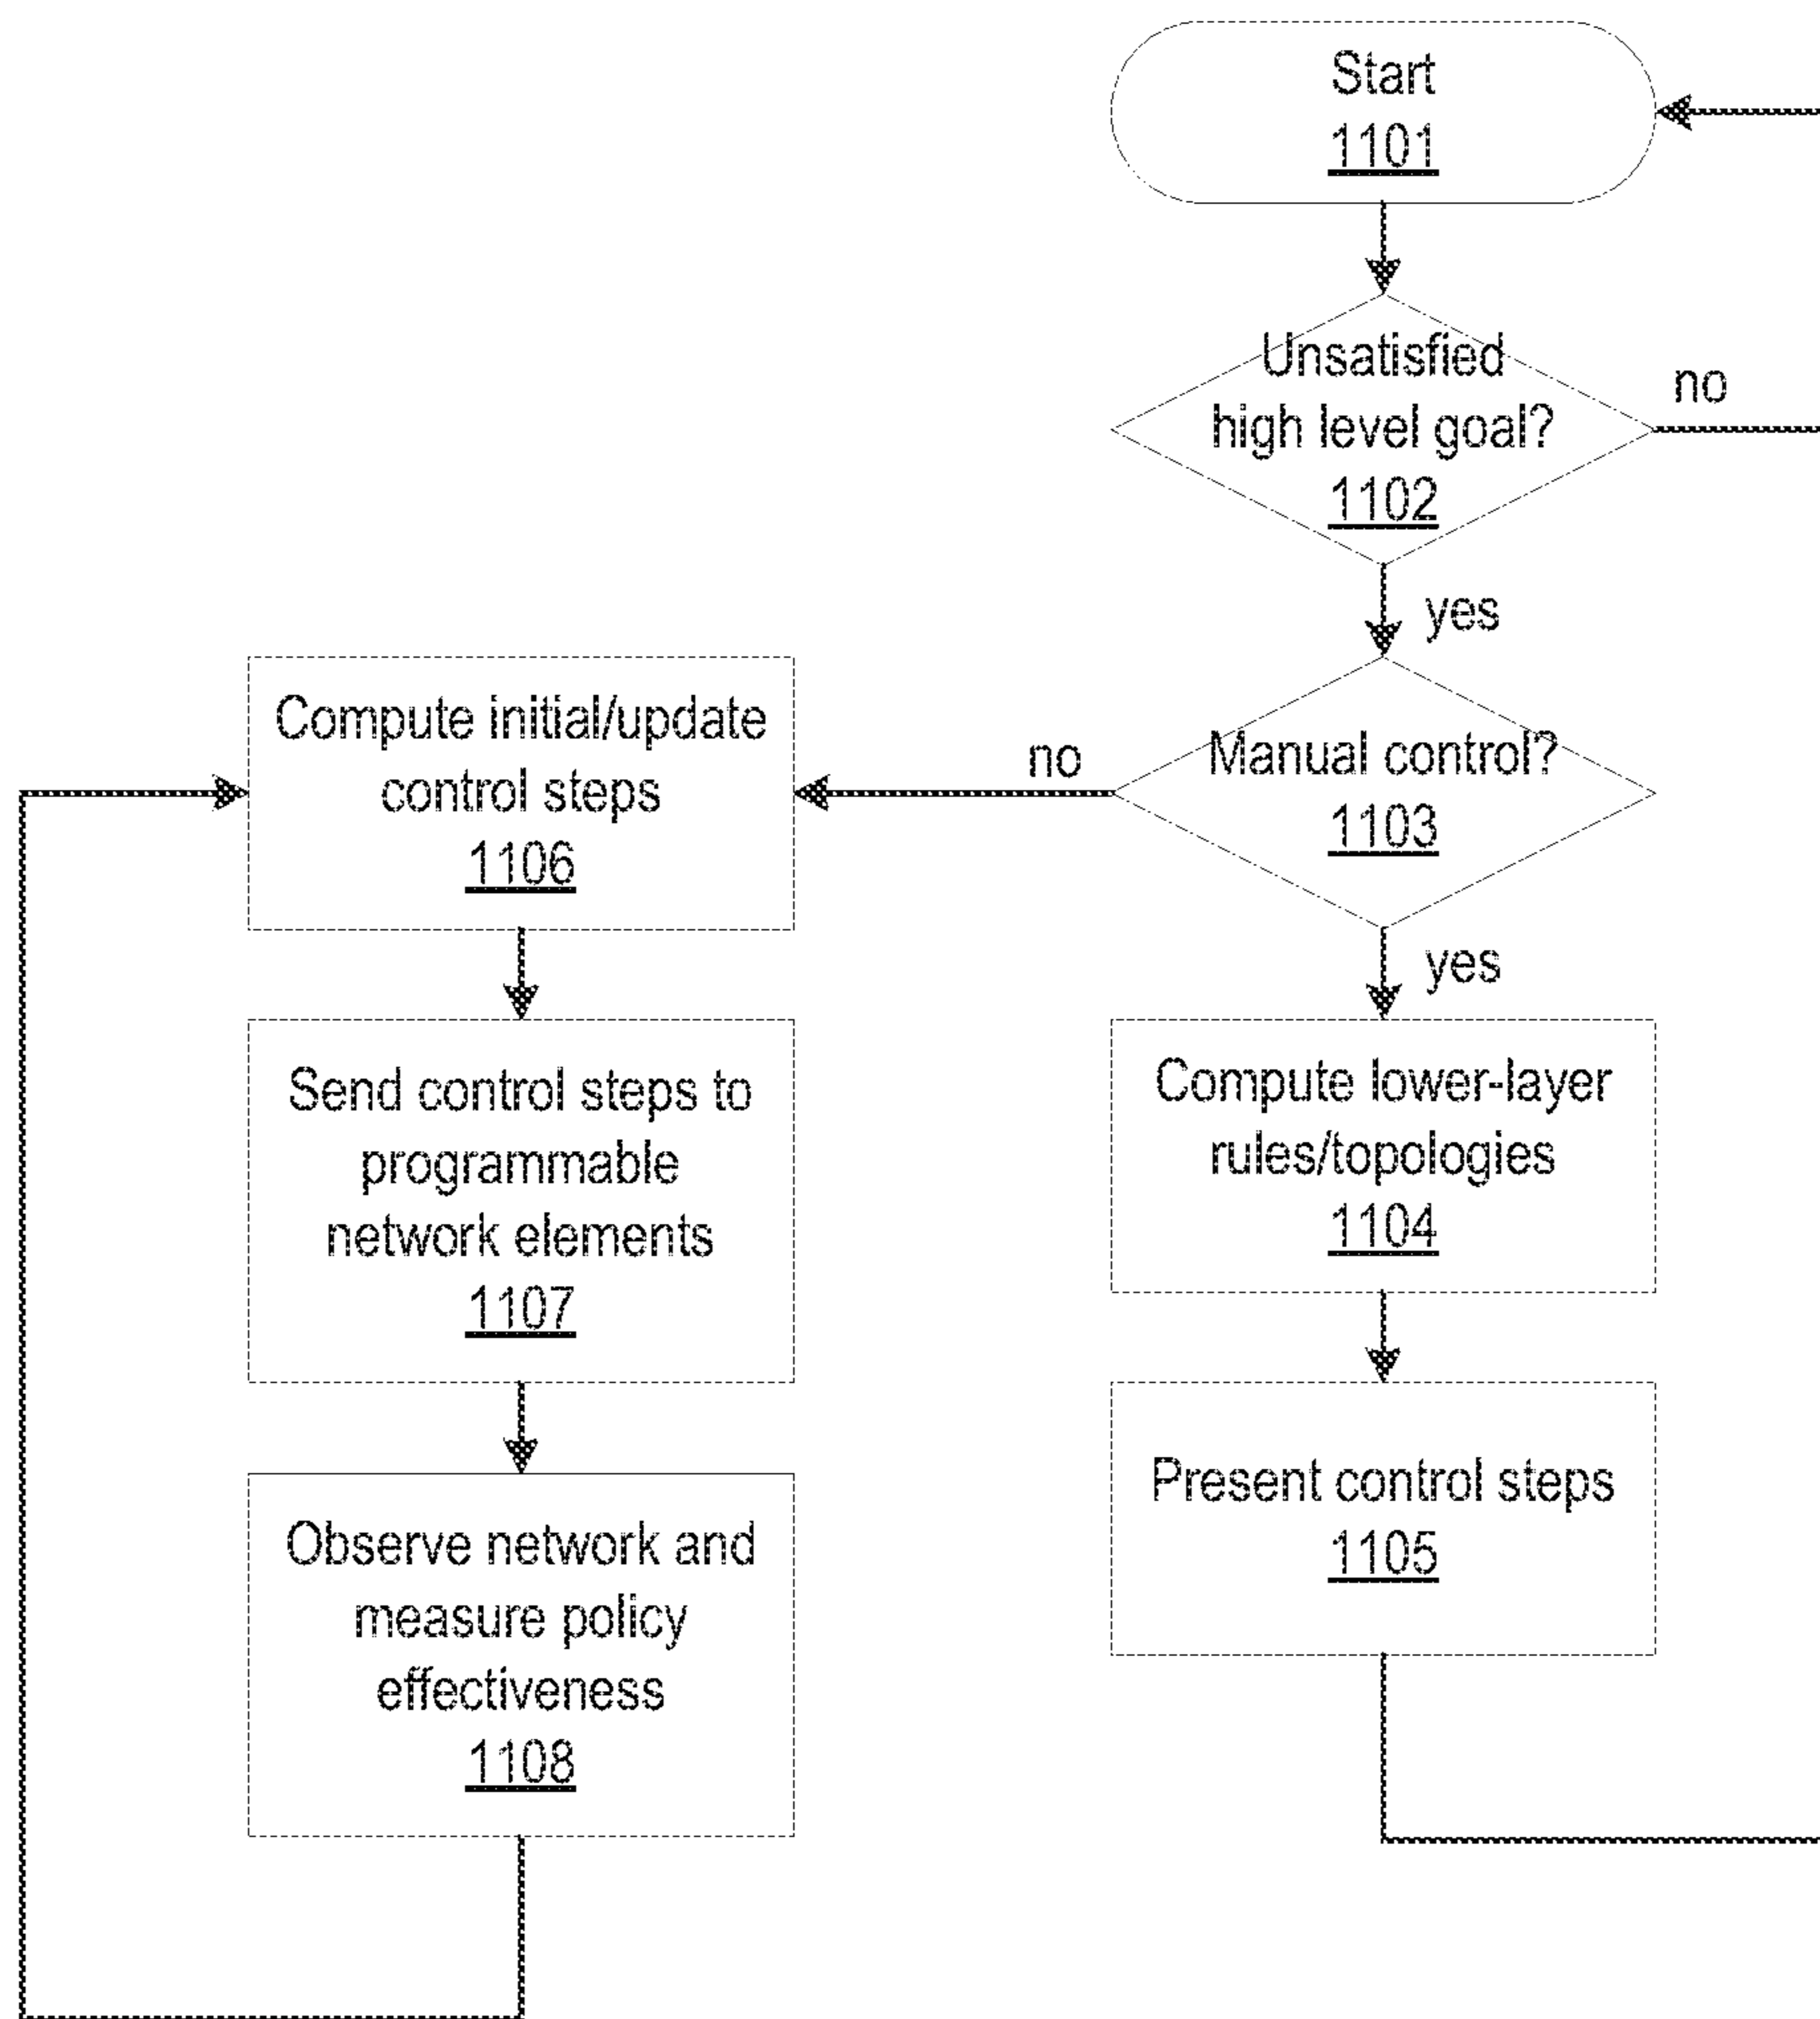 Start
1101
Unsatisfied
high level goal?
1102
no
yes
Manual control?
1103
no
yes
Compute initial/update
control steps
1106
Send control steps to
programmable
network elements
1107
Observe network and
measure policy
effectiveness
1108
Compute lower-layer
rules/topologies
1104
Present control steps
1105